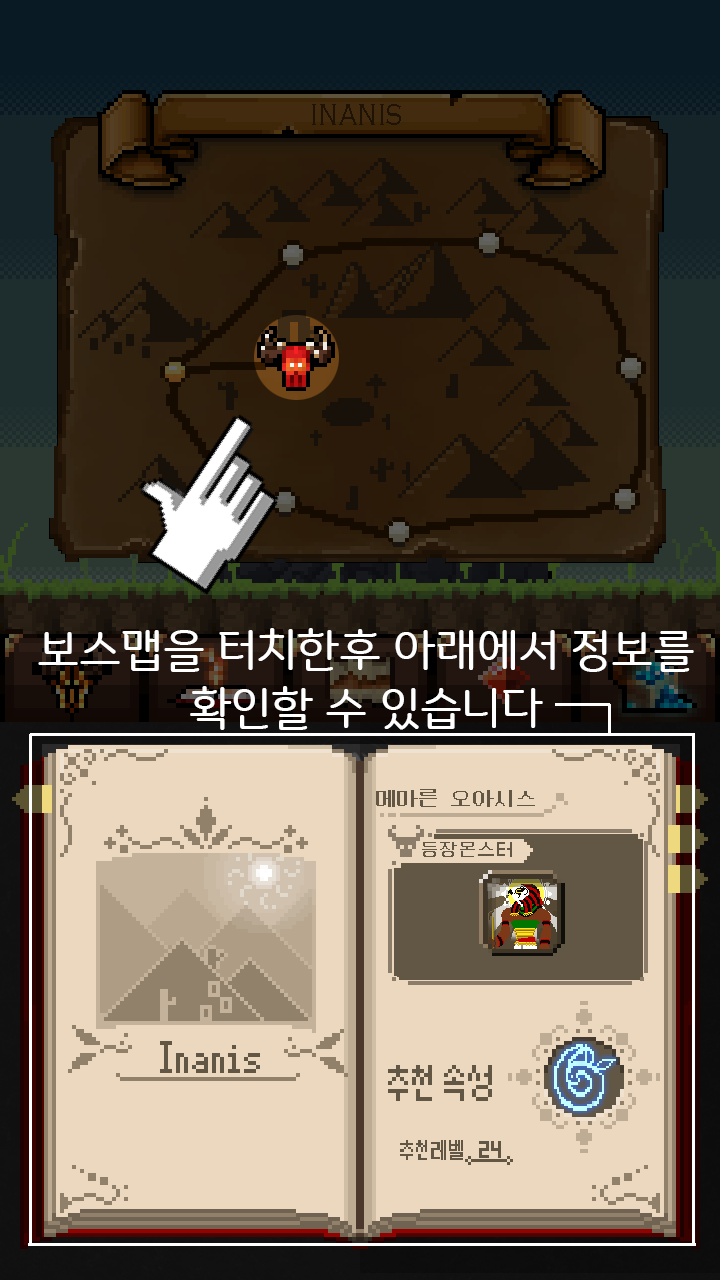 INANIS
보스맵을 터치한후 아래에서 정보를
확인할 수 있습니다
메마른 오아시스
등장몬스터
Inanis
추천 속성
추천레벨 24